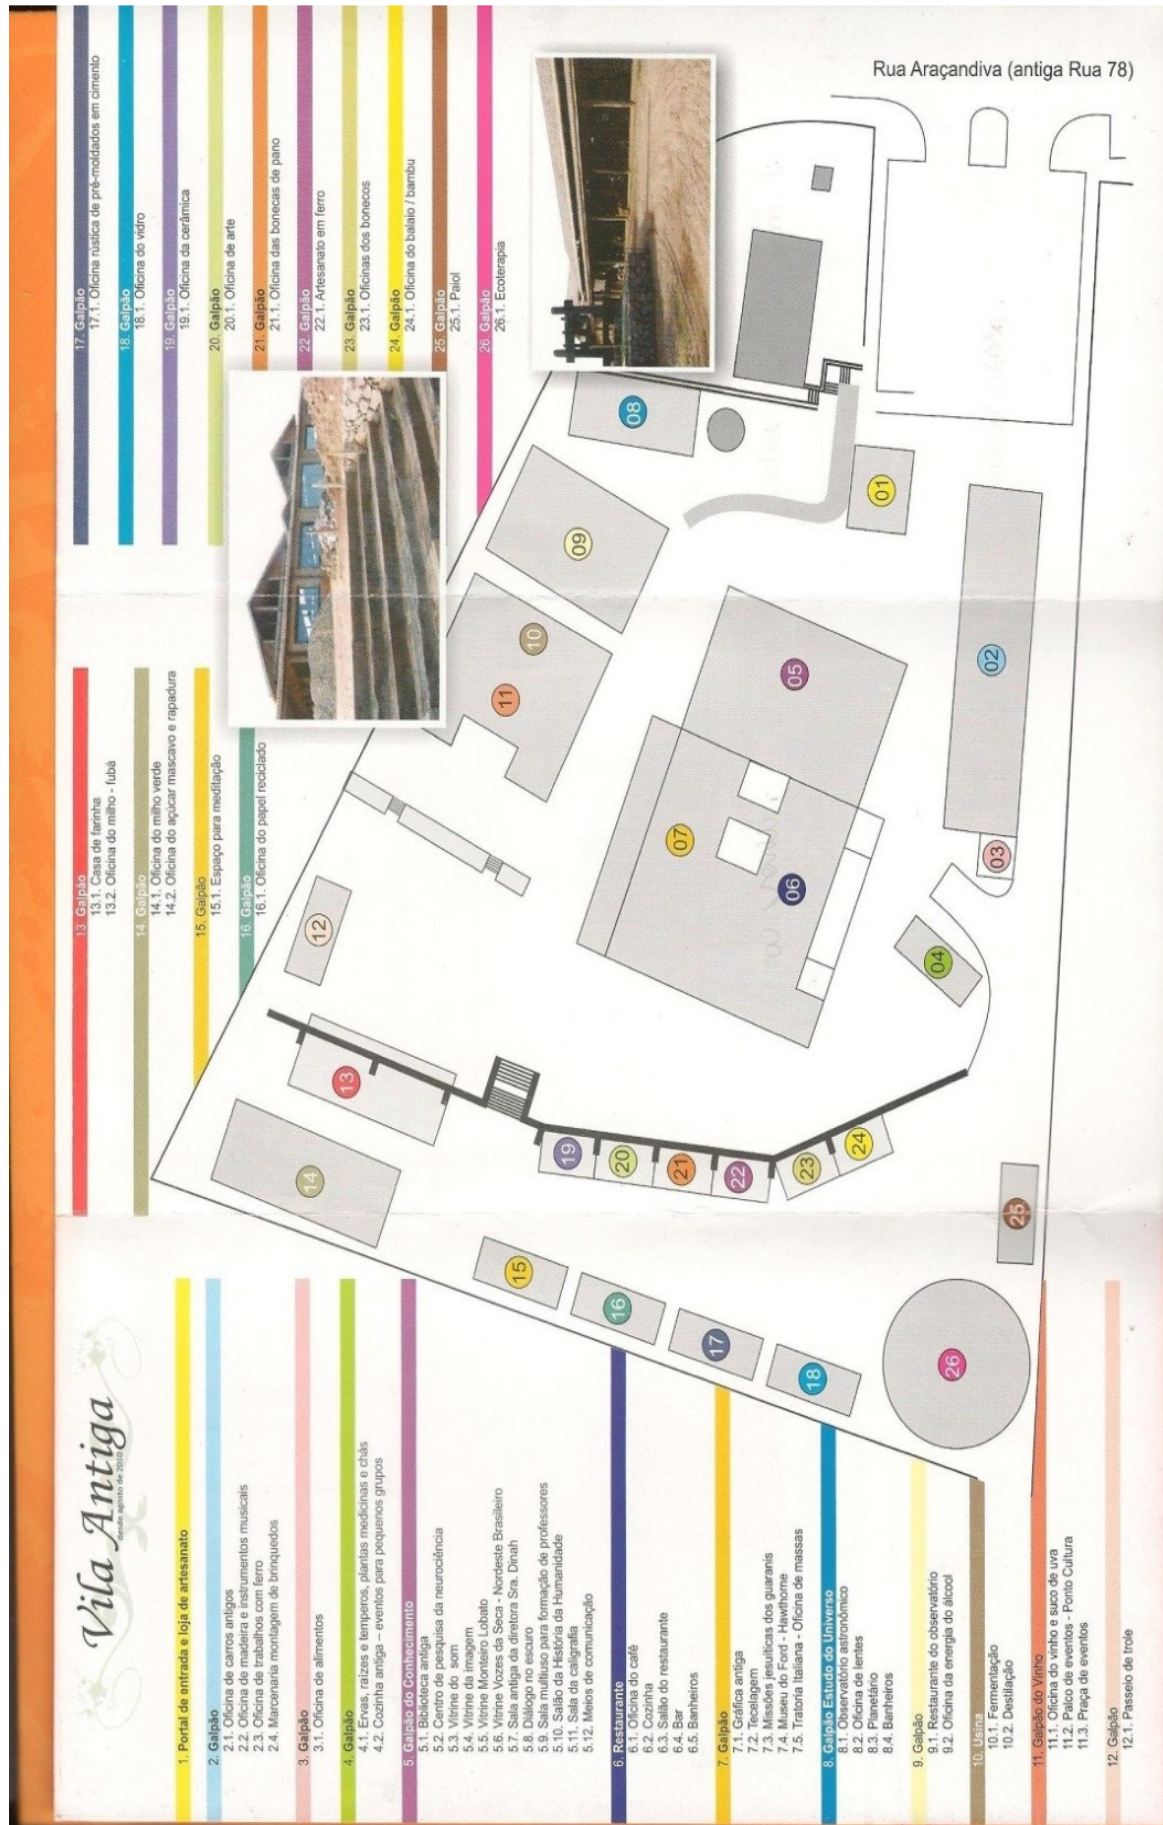 Vila Antiga
desde agosto de 2010
1. Portal de entrada e loja de artesanato
2. Galpão
2.1. Oficina de carros antigos
2.2. Oficina de madeira e instrumentos musicais
2.3. Oficina de trabalhos com ferro
2.4. Marcenaria montagem de brinquedos
3. Galpão
3.1. Oficina de alimentos
4. Galpão
4.1. Ervas, raízes e temperos, plantas medicinas e chás
4.2. Cozinha antiga – eventos para pequenos grupos
5. Galpão do Conhecimento
5.1. Biblioteca antiga
5.2. Centro de pesquisa da neurociência
5.3. Vitrine do som
5.4. Vitrine da imagem
5.5. Vitrine Monteiro Lobato
5.6. Vitrine Vozes da Seca - Nordeste Brasileiro
5.7. Sala antiga da diretora Sra. Dinah
5.8. Diálogo no escuro
5.9. Sala multiuso para formação de professores
5.10. Salão da História da Humanidade
5.11. Sala da caligrafia
5.12. Meios de comunicação
6. Restaurante
6.1. Oficina do café
6.2. Cozinha
6.3. Salão do restaurante
6.4. Bar
6.5. Banheiros
7. Galpão
7.1. Gráfica antiga
7.2. Tecelagem
7.3. Missões jesuíticas dos guaranis
7.4. Museu do Ford - Hawthorne
7.5. Tratoria Italiana - Oficina de massas
8. Galpão Estudo do Universo
8.1. Observatório astronômico
8.2. Oficina de lentes
8.3. Planetário
8.4. Banheiros
9. Galpão
9.1. Restaurante do observatório
9.2. Oficina da energia do álcool
10. Usina
10.1. Fermentação
10.2. Destilação
11. Galpão do Vinho
11.1. Oficina do vinho e suco de uva
11.2. Palco de eventos - Ponto Cultura
11.3. Praça de eventos
12. Galpão
12.1. Passeio de trole
13. Galpão
13.1. Casa de farinha
13.2. Oficina do milho - fubá
14. Galpão
14.1. Oficina do milho verde
14.2. Oficina do açúcar mascavo e rapadura
15. Galpão
15.1. Espaço para meditação
16. Galpão
16.1. Oficina do papel reciclado
17. Galpão
17.1. Oficina rústica de pré-moldados em cimento
18. Galpão
18.1. Oficina do vidro
19. Galpão
19.1. Oficina da cerâmica
20. Galpão
20.1. Oficina de arte
21. Galpão
21.1. Oficina das bonecas de pano
22 Galpão
22.1. Artesanato em ferro
23. Galpão
23.1. Oficinas dos bonecos
24. Galpão
24.1. Oficina do balaio / bambu
25. Galpão
25.1. Paiol
26. Galpão
26.1. Ecoterapia
Rua Araçandiva (antiga Rua 78)
14
13
12
11
10
09
08
15
16
17
18
19
20
21
22
23
24
07
06
05
04
03
02
01
25
26